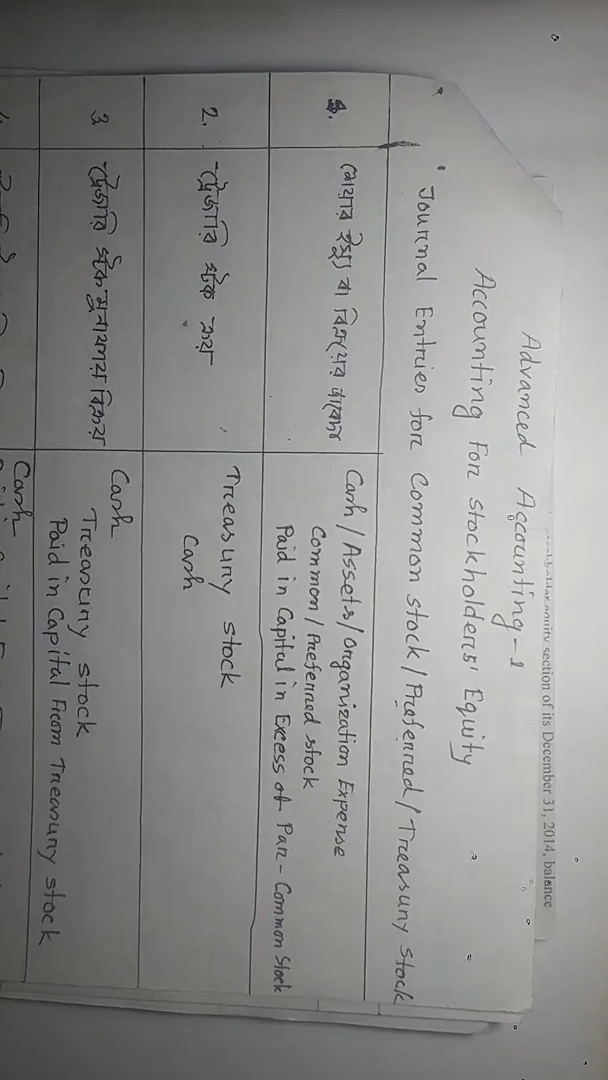 equity section of its December 31, 2014, balance
Advanced Accounting-1
Accounting For Stockholders' Equity
Journal Entries for Common stock/Preferred/Treasury Stock
1. শেয়ার ইস্যু বা বিক্রয়ের
Cash/Assets/Organization Expense
Common/Preferred stock
Paid in Capital in Excess of Par-Common Stock
2. ট্রেজারি স্টক ক্রয়
Treasury stock
Cash
3. ট্রেজারি স্টক মুনাফায় বিক্রয়
Cash
Treasury stock
Paid in Capital From Treasury stock
Cash